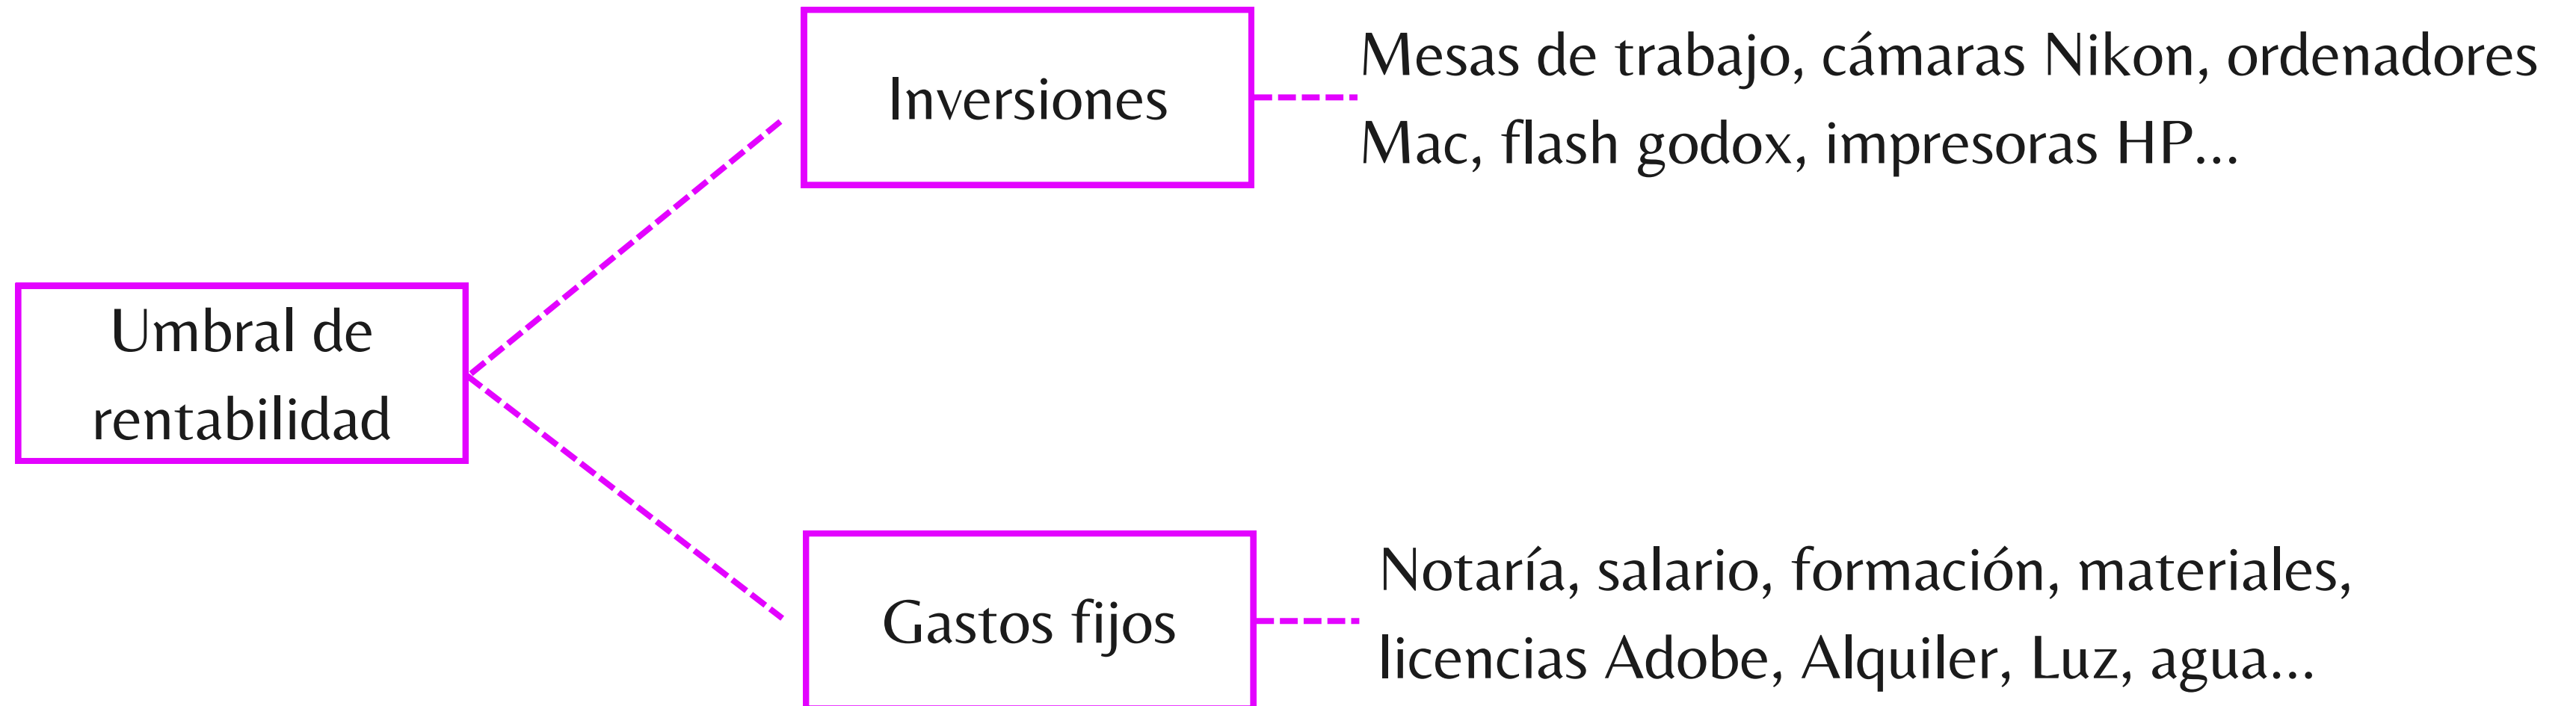 Inversiones
Mesas de trabajo, cámaras Nikon, ordenadores
Mac, flash godox, impresoras HP...
Umbral de
rentabilidad
Gastos fijos
Notaría, salario, formación, materiales,
licencias Adobe, Alquiler, Luz, agua...